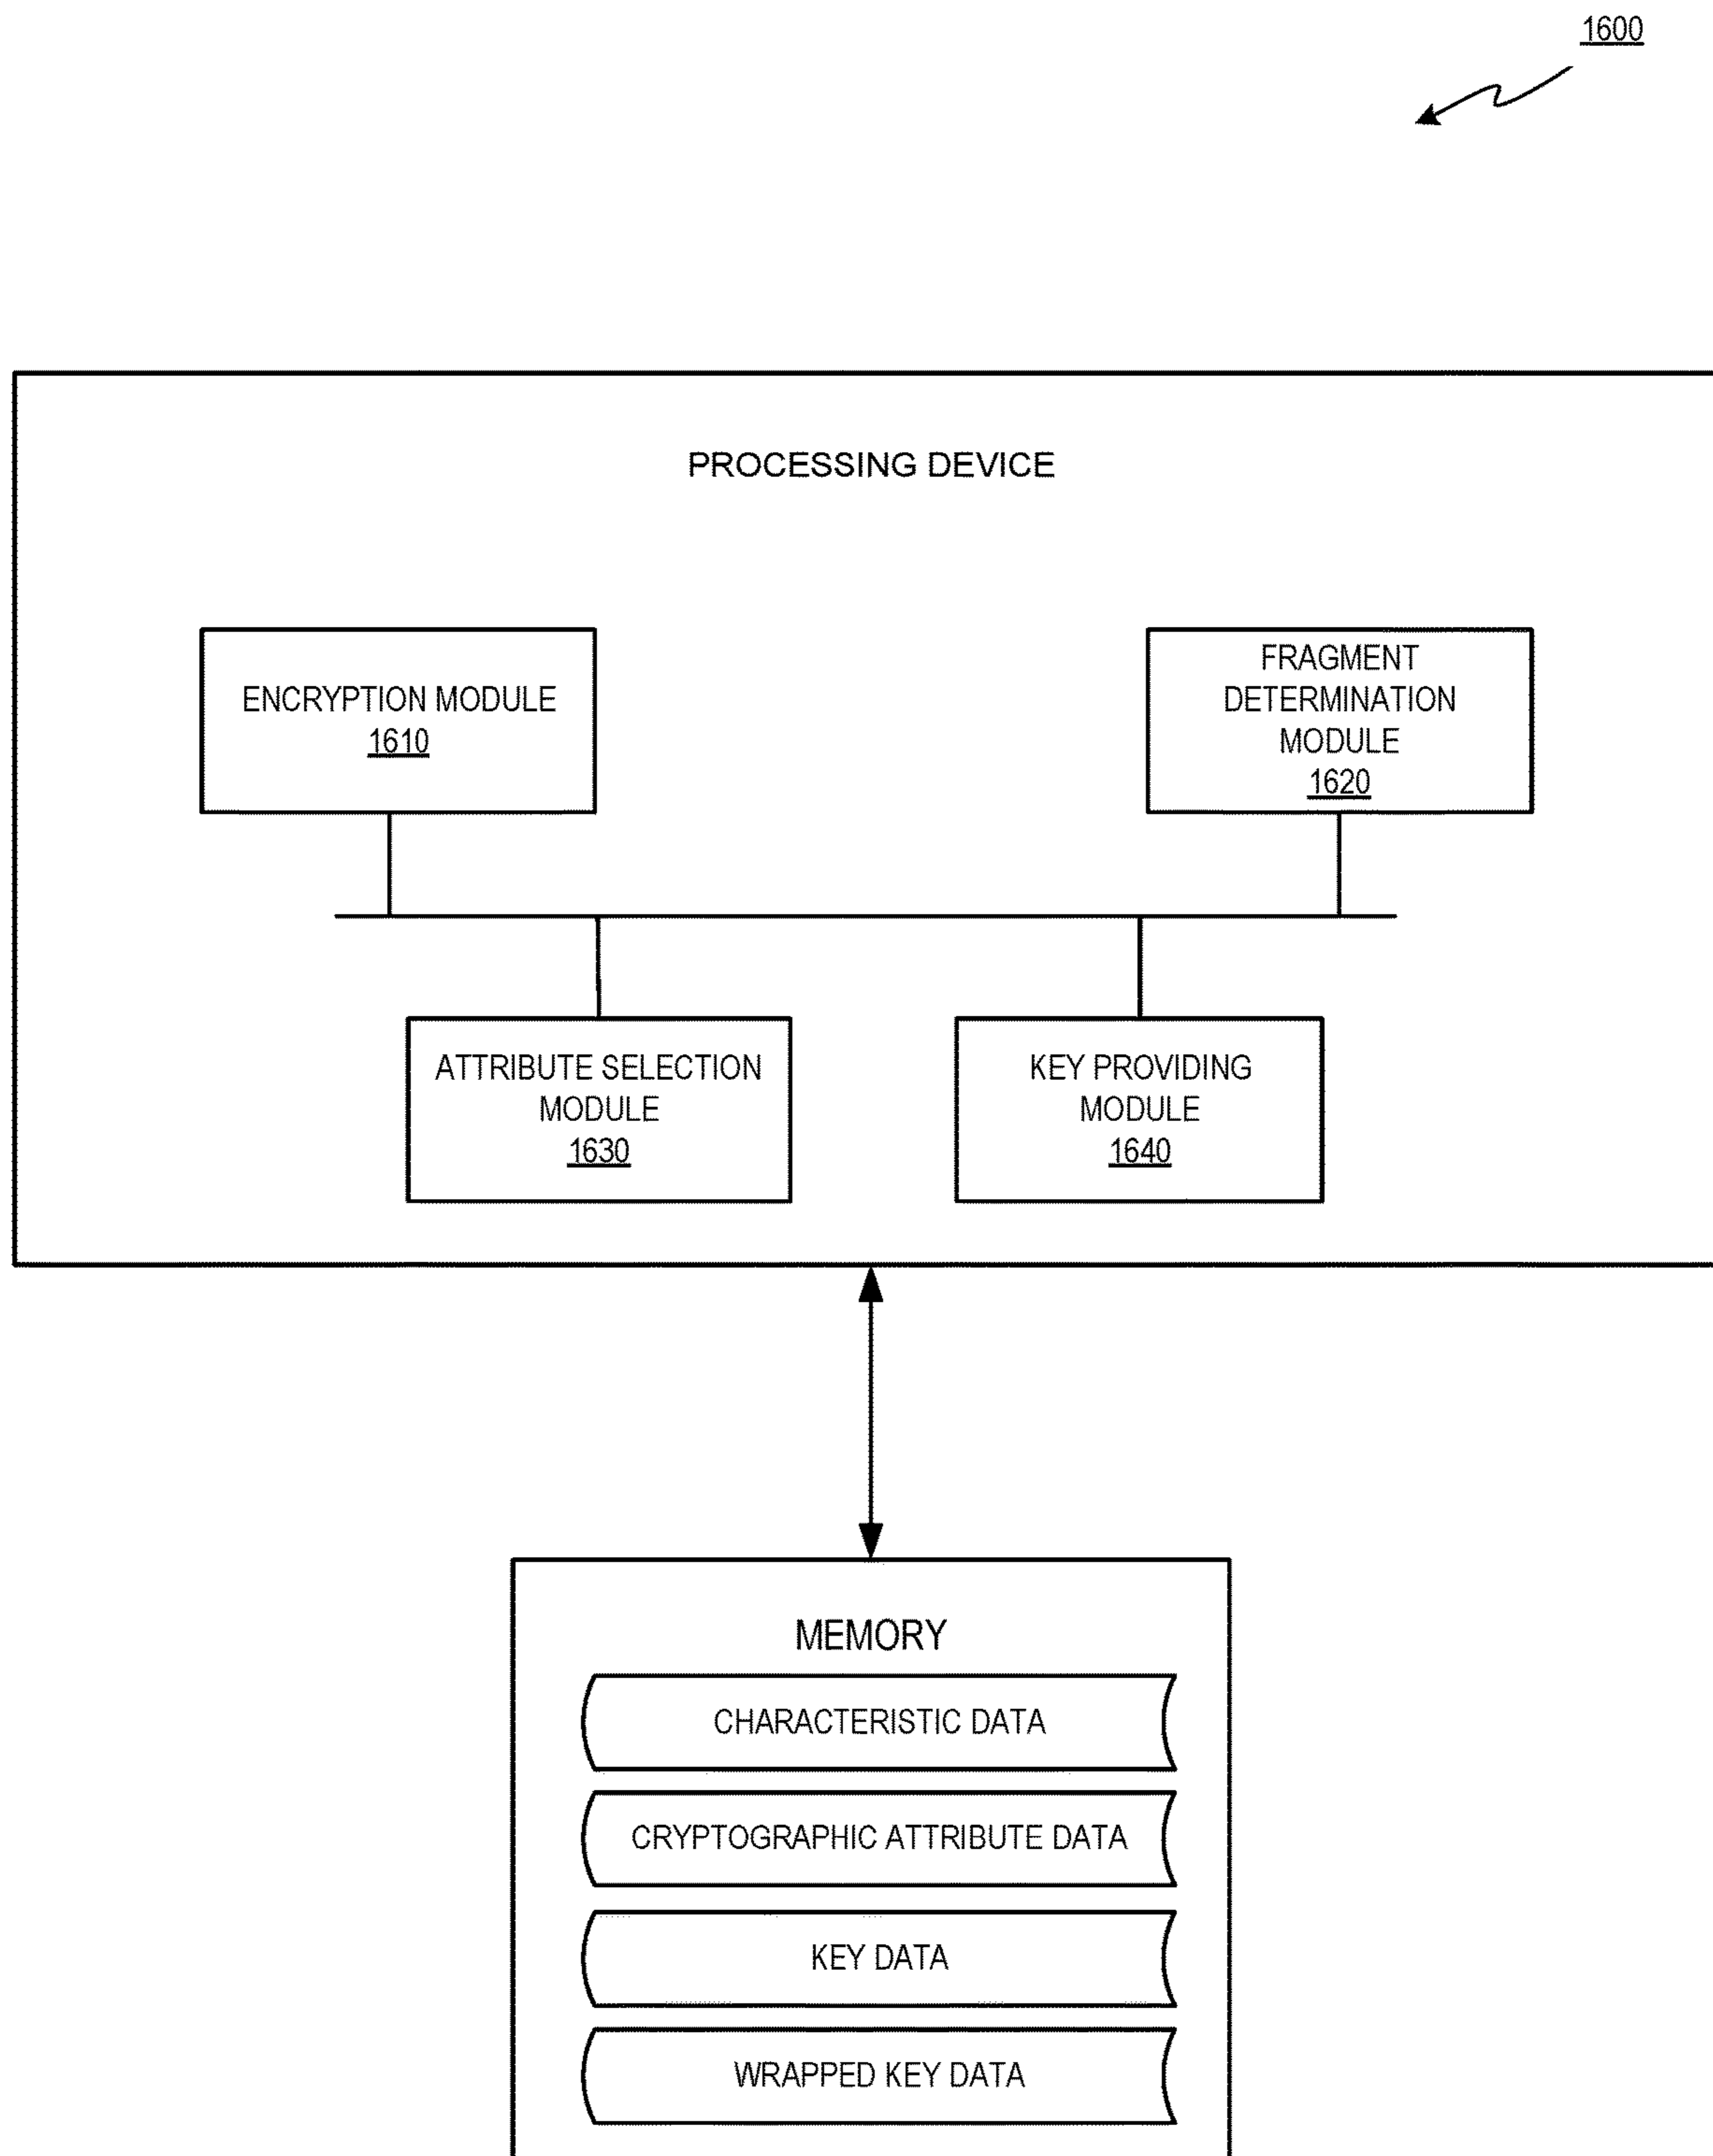 1600
PROCESSING DEVICE
ENCRYPTION MODULE
1610
FRAGMENT
DETERMINATION
MODULE
1620
ATTRIBUTE SELECTION
MODULE
1630
KEY PROVIDING
MODULE
1640
MEMORY
CHARACTERISTIC DATA
CRYPTOGRAPHIC ATTRIBUTE DATA
KEY DATA
WRAPPED KEY DATA